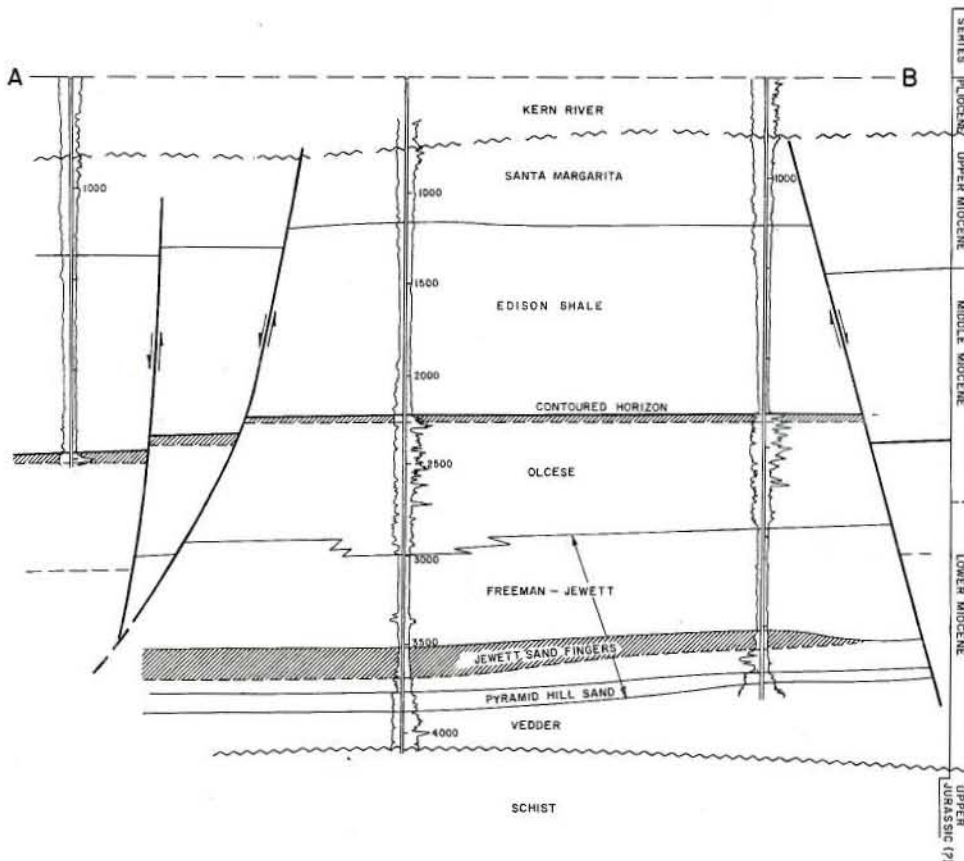 A
B
SERIES
PLIOCENE
UPPER MIOCENE
MIDDLE MIOCENE
LOWER MIOCENE
UPPER
JURASSIC (?)
KERN RIVER
SANTA MARGARITA
1000
1000
1000
1500
EDISON SHALE
2000
CONTOURED HORIZON
2500
OLCESE
3000
FREEMAN - JEWETT
3500
JEWETT SAND FINGERS
PYRAMID HILL SAND
VEDDER
4000
SCHIST